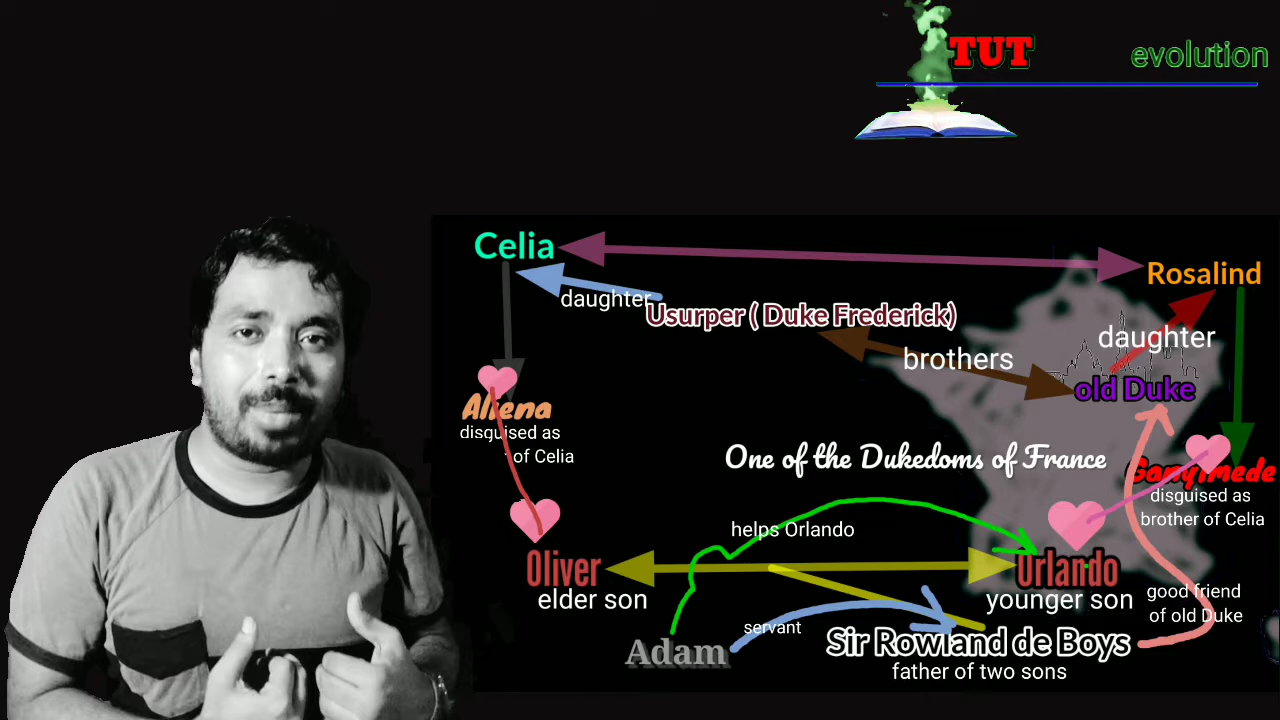 TUT evolution
Celia
Rosalind
daughter
Usurper ( Duke Frederick)
daughter
brothers
old Duke
Aliena
disguised as
of Celia
One of the Dukedoms of France
Ganymede
disguised as
brother of Celia
helps Orlando
Oliver
Orlando
elder son
younger son
good friend
of old Duke
servant
Adam
Sir Rowland de Boys
father of two sons